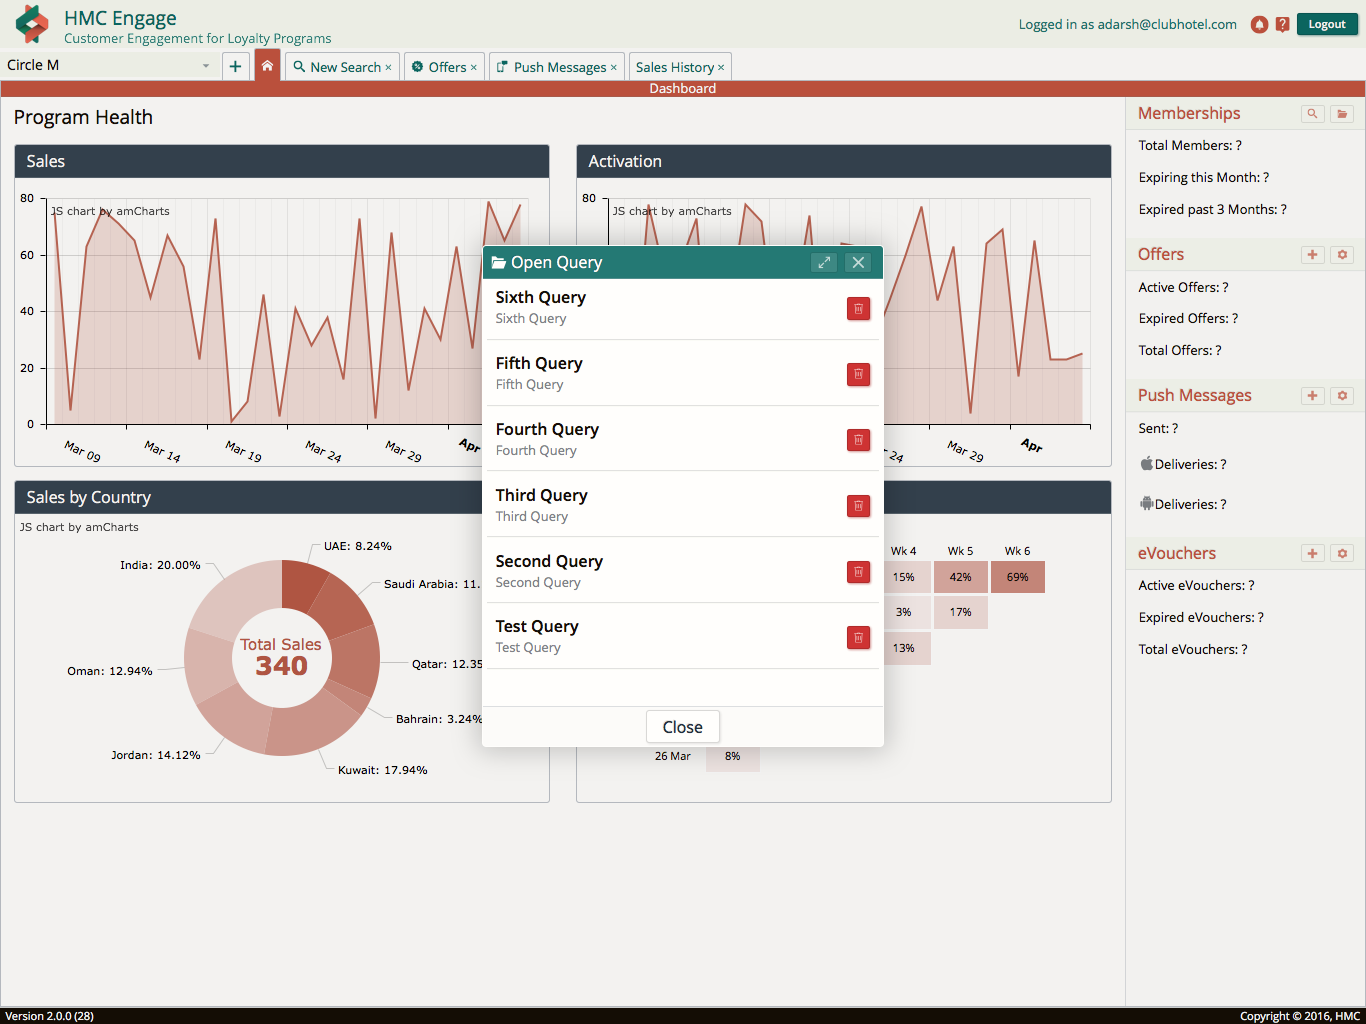 HMC Engage
Customer Engagement for Loyalty Programs
Logged in as adarsh@clubhotel.com
Logout
Circle M
New Search ×
Offers ×
Push Messages ×
Sales History ×
Dashboard
Program Health
Sales
80
60
40
20
0
JS chart by amCharts
Mar 09
Mar 14
Mar 19
Mar 24
Mar 29
Apr
Activation
80
JS chart by amCharts
24
Mar 29
Apr
Sales by Country
JS chart by amCharts
UAE: 8.24%
India: 20.00%
Saudi Arabia: 11.
Total Sales
340
Oman: 12.94%
Qatar: 12.35
Bahrain: 3.24%
Jordan: 14.12%
Kuwait: 17.94%
Wk 4 Wk 5 Wk 6
15% 42% 69%
3% 17%
13%
26 Mar 8%
Open Query
Sixth Query
Sixth Query
Fifth Query
Fifth Query
Fourth Query
Fourth Query
Third Query
Third Query
Second Query
Second Query
Test Query
Test Query
Close
Memberships
Total Members: ?
Expiring this Month: ?
Expired past 3 Months: ?
Offers
Active Offers: ?
Expired Offers: ?
Total Offers: ?
Push Messages
Sent: ?
Deliveries: ?
Deliveries: ?
eVouchers
Active eVouchers: ?
Expired eVouchers: ?
Total eVouchers: ?
Version 2.0.0 (28)
Copyright © 2016, HMC